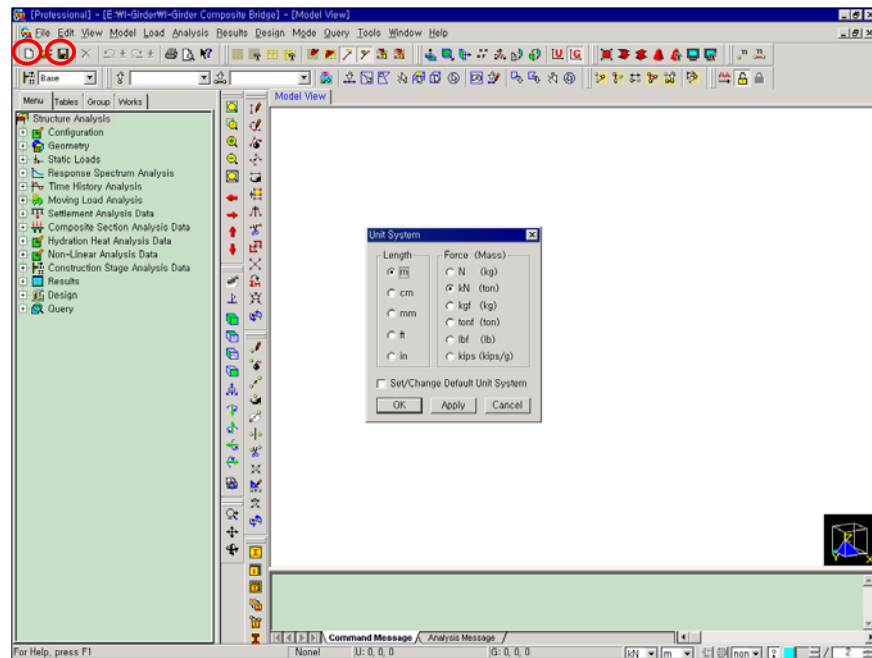 [Professional] - [E:\WI-Girder\WI-Girder Composite Bridge] - [Model View]
File Edit View Model Load Analysis Results Design Mode Query Tools Window Help
Base
Menu Tables Group Works
Model View
Structure Analysis
Configuration
Geometry
Static Loads
Response Spectrum Analysis
Time History Analysis
Moving Load Analysis
Settlement Analysis Data
Composite Section Analysis Data
Hydration Heat Analysis Data
Non-Linear Analysis Data
Construction Stage Analysis Data
Results
Design
Query
Unit System
Length
m
cm
mm
ft
in
Force (Mass)
N (kg)
kN (ton)
kgf (kg)
tonf (ton)
lbf (lb)
kips (kips/g)
Set/Change Default Unit System
OK Apply Cancel
Command Message Analysis Message
For Help, press F1
Nonel U: 0, 0, 0 G: 0, 0, 0 kN m non ? / 2